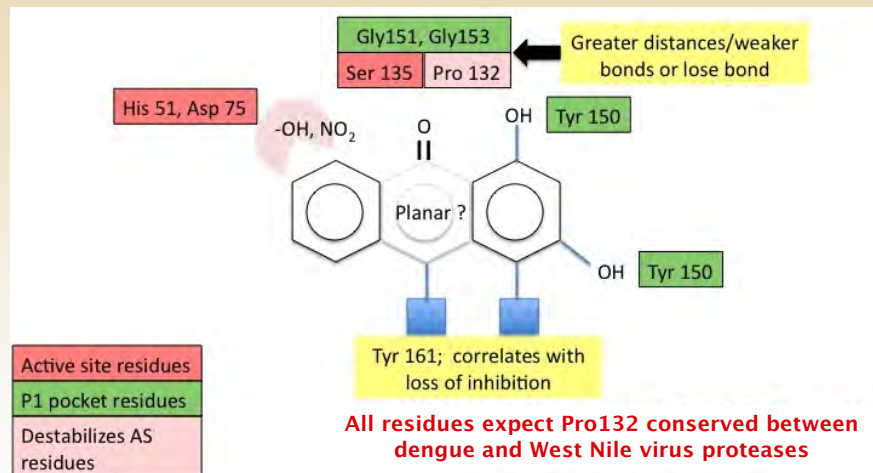 Gly151, Gly153
Ser 135 Pro 132
Greater distances/weaker
bonds or lose bond
His 51, Asp 75
-OH, NO2
O
OH
Tyr 150
Planar ?
OH
Tyr 150
Tyr 161; correlates with
loss of inhibition
Active site residues
P1 pocket residues
Destabilizes AS
residues
All residues expect Pro132 conserved between
dengue and West Nile virus proteases